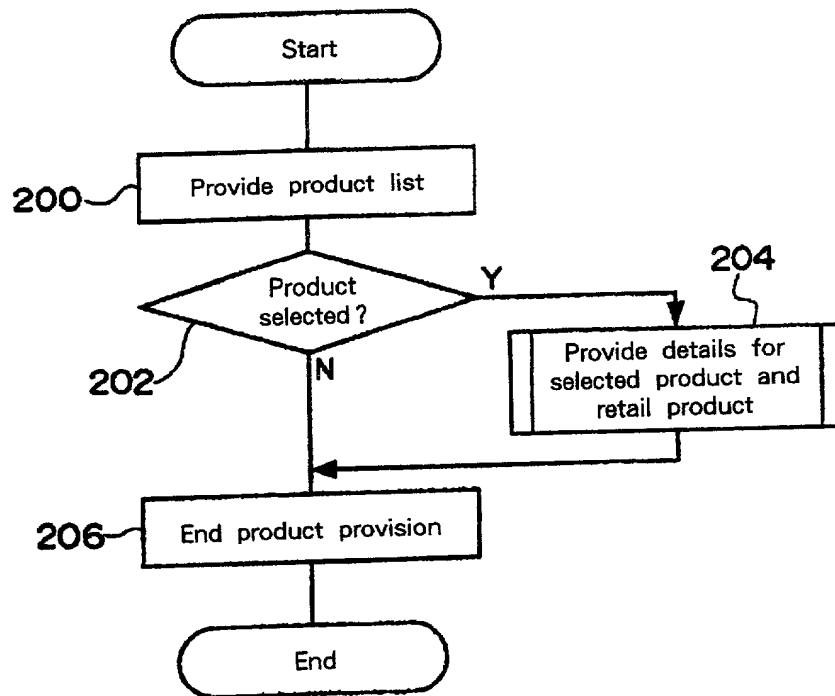 Start
200
Provide product list
Product
selected?
202
Y
N
204
Provide details for
selected product and
retail product
206
End product provision
End